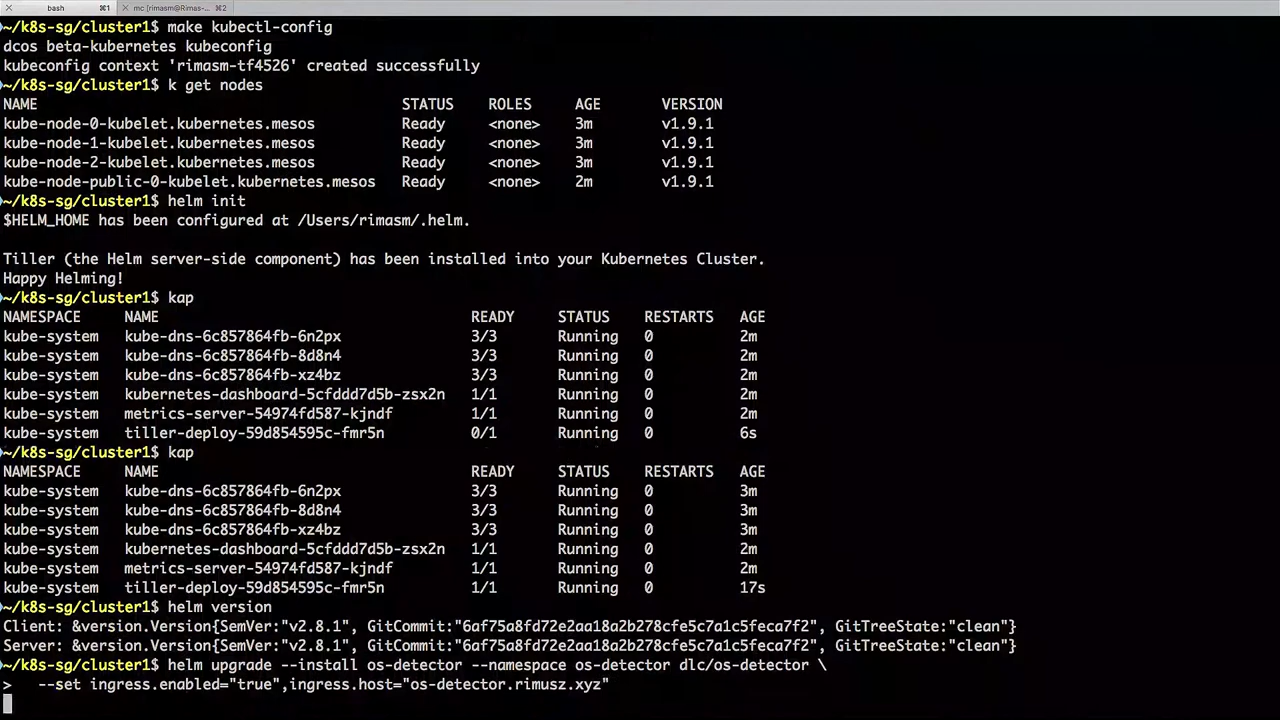 bash ⌘1 mc [rimasm@Rimas-... ⌘2
~/k8s-sg/cluster1$ make kubectl-config
dcos beta-kubernetes kubeconfig
kubeconfig context 'rimasm-tf4526' created successfully
~/k8s-sg/cluster1$ k get nodes
NAME STATUS ROLES AGE VERSION
kube-node-0-kubelet.kubernetes.mesos Ready <none> 3m v1.9.1
kube-node-1-kubelet.kubernetes.mesos Ready <none> 3m v1.9.1
kube-node-2-kubelet.kubernetes.mesos Ready <none> 3m v1.9.1
kube-node-public-0-kubelet.kubernetes.mesos Ready <none> 2m v1.9.1
~/k8s-sg/cluster1$ helm init
$HELM_HOME has been configured at /Users/rimasm/.helm.
Tiller (the Helm server-side component) has been installed into your Kubernetes Cluster.
Happy Helming!
~/k8s-sg/cluster1$ kap
NAMESPACE NAME READY STATUS RESTARTS AGE
kube-system kube-dns-6c857864fb-6n2px 3/3 Running 0 2m
kube-system kube-dns-6c857864fb-8d8n4 3/3 Running 0 2m
kube-system kube-dns-6c857864fb-xz4bz 3/3 Running 0 2m
kube-system kubernetes-dashboard-5cfddd7d5b-zsx2n 1/1 Running 0 2m
kube-system metrics-server-54974fd587-kjndf 1/1 Running 0 2m
kube-system tiller-deploy-59d854595c-fmr5n 0/1 Running 0 6s
~/k8s-sg/cluster1$ kap
NAMESPACE NAME READY STATUS RESTARTS AGE
kube-system kube-dns-6c857864fb-6n2px 3/3 Running 0 3m
kube-system kube-dns-6c857864fb-8d8n4 3/3 Running 0 3m
kube-system kube-dns-6c857864fb-xz4bz 3/3 Running 0 3m
kube-system kubernetes-dashboard-5cfddd7d5b-zsx2n 1/1 Running 0 2m
kube-system metrics-server-54974fd587-kjndf 1/1 Running 0 2m
kube-system tiller-deploy-59d854595c-fmr5n 1/1 Running 0 17s
~/k8s-sg/cluster1$ helm version
Client: &version.Version{SemVer:"v2.8.1", GitCommit:"6af75a8fd72e2aa18a2b278cfe5c7a1c5feca7f2", GitTreeState:"clean"}
Server: &version.Version{SemVer:"v2.8.1", GitCommit:"6af75a8fd72e2aa18a2b278cfe5c7a1c5feca7f2", GitTreeState:"clean"}
~/k8s-sg/cluster1$ helm upgrade --install os-detector --namespace os-detector dlc/os-detector \
> --set ingress.enabled="true",ingress.host="os-detector.rimusz.xyz"